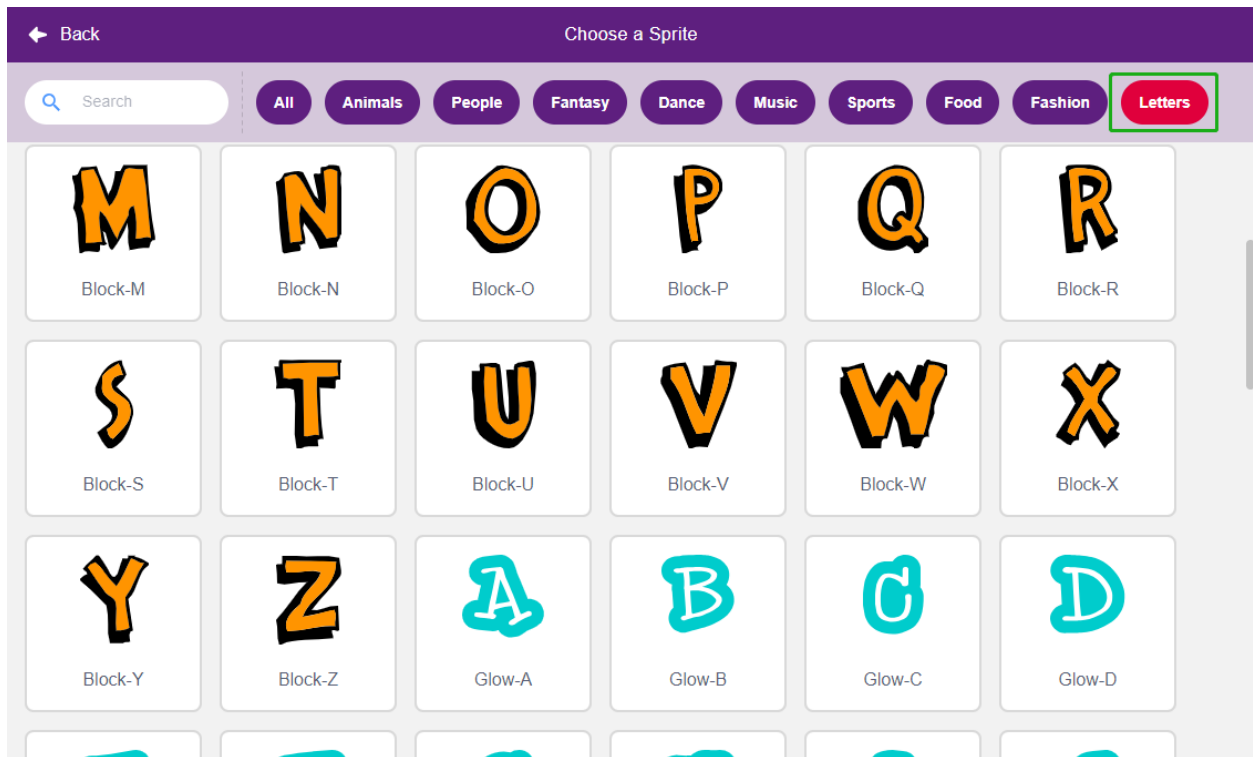 Back
Choose a Sprite
Search
All Animals People Fantasy Dance Music Sports Food Fashion Letters
M N O P Q R
Block-M Block-N Block-O Block-P Block-Q Block-R
S T U V W X
Block-S Block-T Block-U Block-V Block-W Block-X
Y Z A B C D
Block-Y Block-Z Glow-A Glow-B Glow-C Glow-D